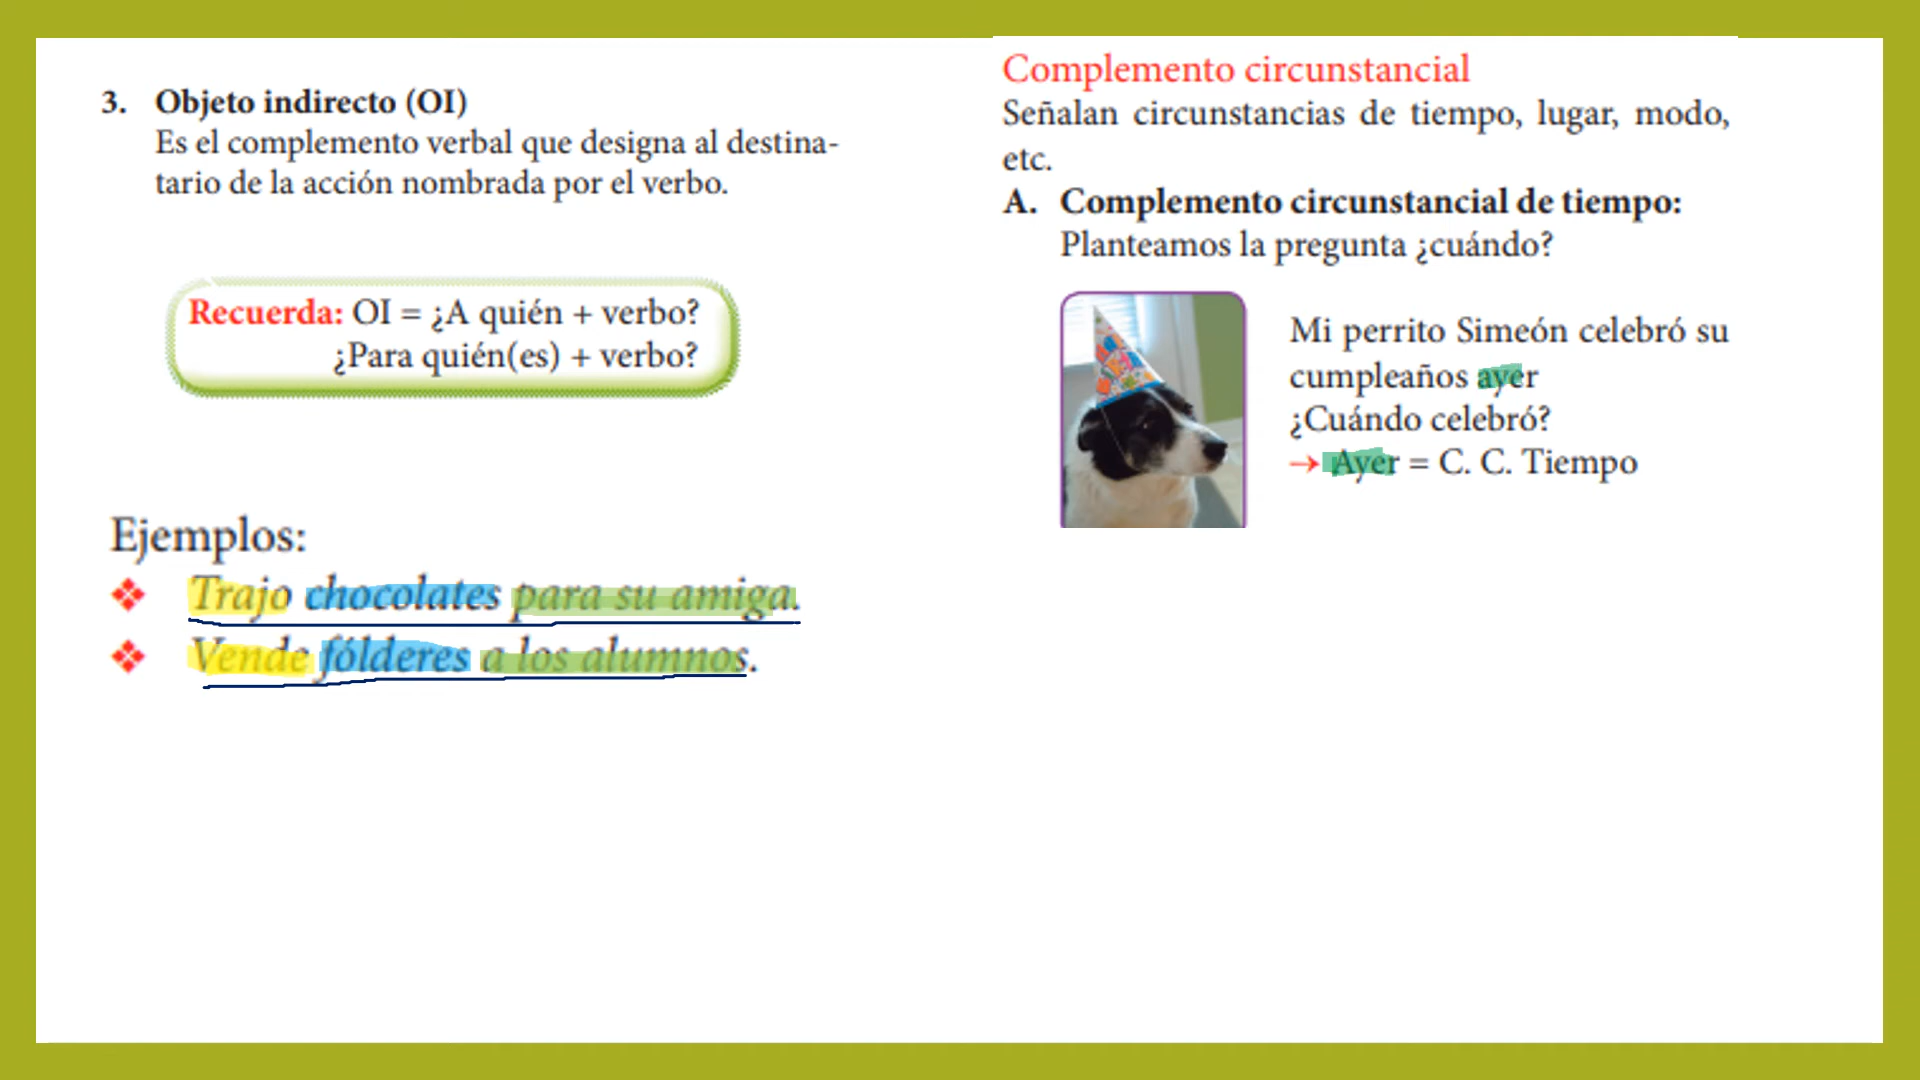 3. Objeto indirecto (OI)
Es el complemento verbal que designa al destina-
tario de la acción nombrada por el verbo.
Recuerda: OI = ¿A quién + verbo?
¿Para quién(es) + verbo?
Ejemplos:
Trajo chocolates para su amiga.
Vende fólderes a los alumnos.
Complemento circunstancial
Señalan circunstancias de tiempo, lugar, modo,
etc.
A. Complemento circunstancial de tiempo:
Planteamos la pregunta ¿cuándo?
Mi perrito Simeón celebró su
cumpleaños ayer
¿Cuándo celebró?
→ Ayer = C. C. Tiempo